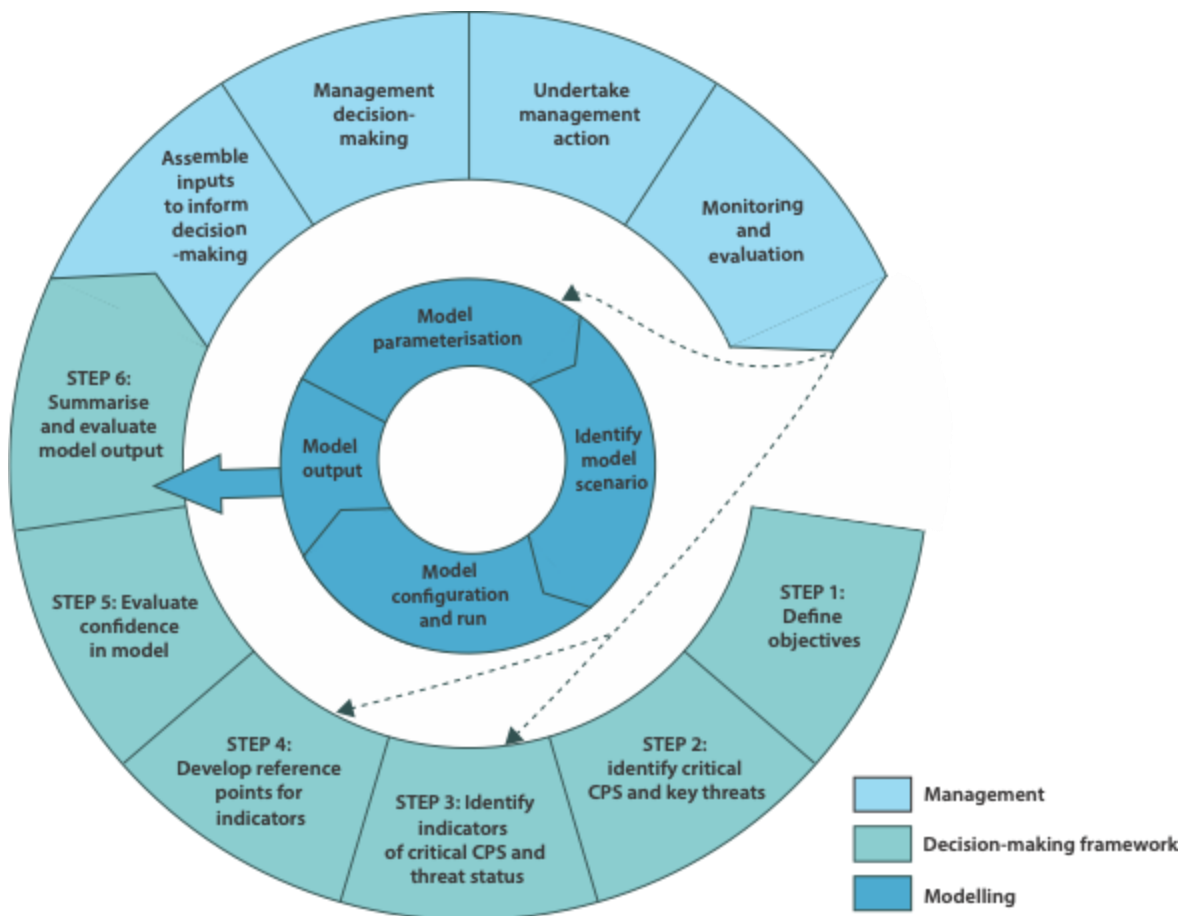 Management
decision-
making
Undertake
management
action
Assemble
inputs
to inform
decision
-making
Monitoring
and
evaluation
Model
parameterisation
Identify
model
scenario
Model
configuration
and run
Model
output
STEP 1:
Define
objectives
STEP 2:
identify critical
CPS and key threats
STEP 3: Identify
indicators
of critical CPS and
threat status
STEP 4:
Develop reference
points for
indicators
STEP 5: Evaluate
confidence
in model
STEP 6:
Summarise
and evaluate
model output
Management
Decision-making framework
Modelling